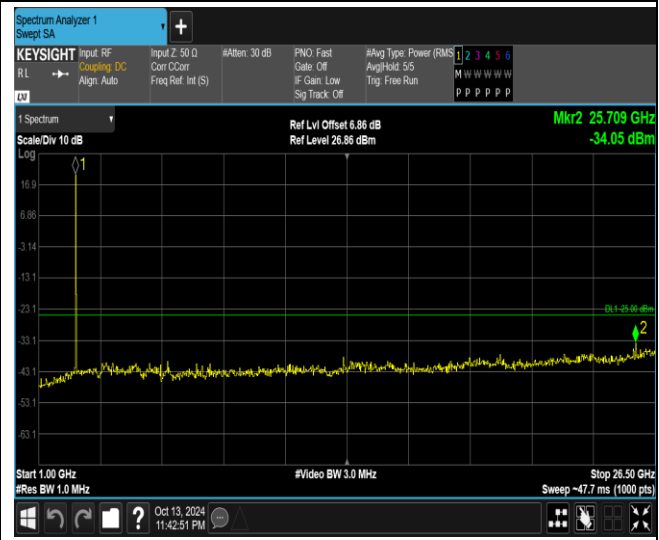 Spectrum Analyzer 1
Swept SA
+
KEYSIGHT
RL
LXI
Input: RF
Coupling: DC
Align: Auto
Input Z: 50 Ω
Corr CCorr
Freq Ref: Int (S)
#Atten: 30 dB
PNO: Fast
Gate: Off
IF Gain: Low
Sig Track: Off
#Avg Type: Power (RMS
Avg|Hold: 5/5
Trig: Free Run
1 2 3 4 5 6
M W W W W W
P P P P P P
1 Spectrum
Scale/Div 10 dB
Log
Ref Lvl Offset 6.86 dB
Ref Level 26.86 dBm
Mkr2 25.709 GHz
-34.05 dBm
1
16.9
6.86
-3.14
-13.1
-23.1
DL1 -25.00 dBm
2
-33.1
-43.1
-53.1
-63.1
Start 1.00 GHz
#Res BW 1.0 MHz
#Video BW 3.0 MHz
Stop 26.50 GHz
Sweep ~47.7 ms (1000 pts)
?
Oct 13, 2024
11:42:51 PM